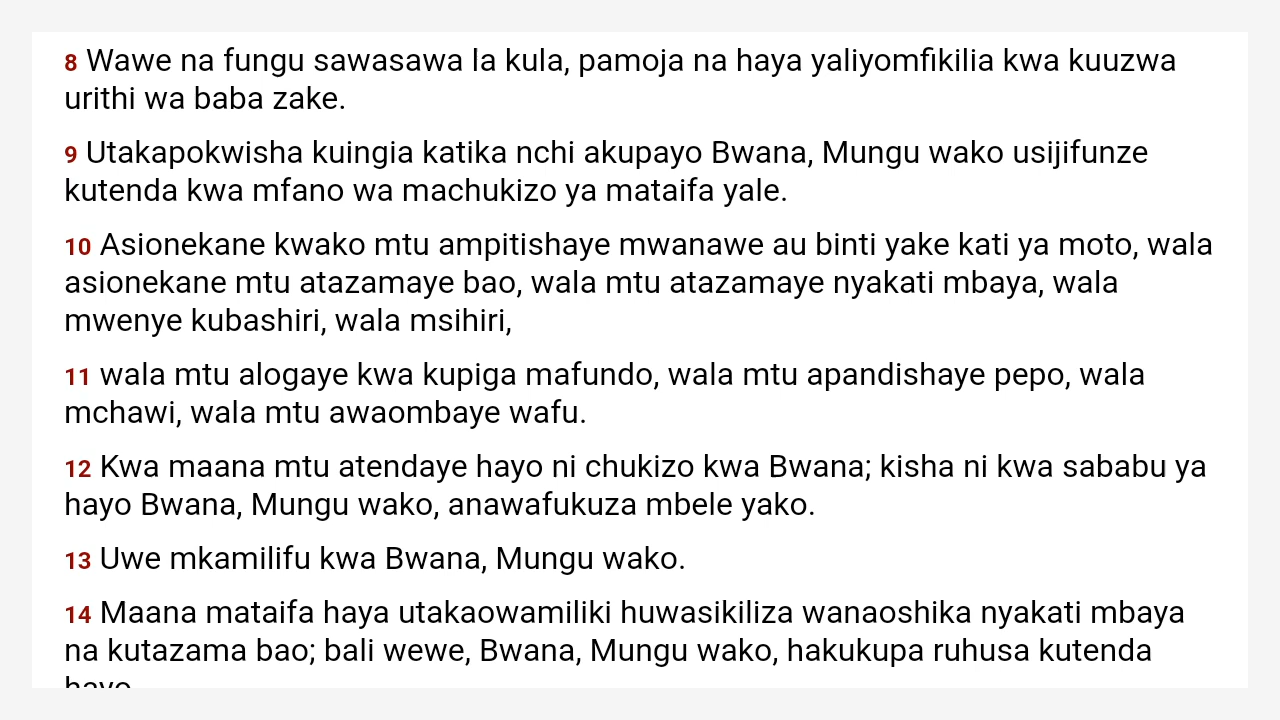 8 Wawe na fungu sawasawa la kula, pamoja na haya yaliyomfikilia kwa kuuzwa
urithi wa baba zake.
9 Utakapokwisha kuingia katika nchi akupayo Bwana, Mungu wako usijifunze
kutenda kwa mfano wa machukizo ya mataifa yale.
10 Asionekane kwako mtu ampitishaye mwanawe au binti yake kati ya moto, wala
asionekane mtu atazamaye bao, wala mtu atazamaye nyakati mbaya, wala
mwenye kubashiri, wala msihiri,
11 wala mtu alogaye kwa kupiga mafundo, wala mtu apandishaye pepo, wala
mchawi, wala mtu awaombaye wafu.
12 Kwa maana mtu atendaye hayo ni chukizo kwa Bwana; kisha ni kwa sababu ya
hayo Bwana, Mungu wako, anawafukuza mbele yako.
13 Uwe mkamilifu kwa Bwana, Mungu wako.
14 Maana mataifa haya utakaowamiliki huwasikiliza wanaoshika nyakati mbaya
na kutazama bao; bali wewe, Bwana, Mungu wako, hakukupa ruhusa kutenda